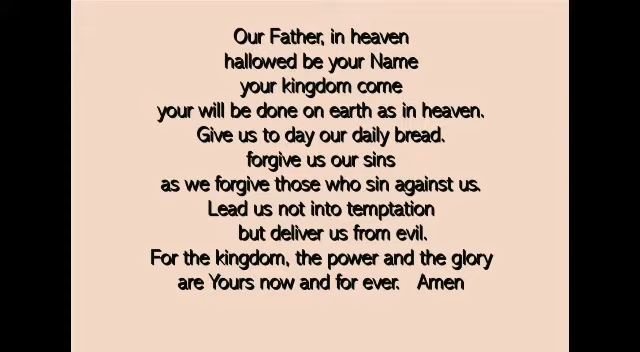 Our Father, in heaven
hallowed be your Name
your kingdom come
your will be done on earth as in heaven.
Give us to day our daily bread.
forgive us our sins
as we forgive those who sin against us.
Lead us not into temptation
but deliver us from evil.
For the kingdom, the power and the glory
are Yours now and for ever. Amen